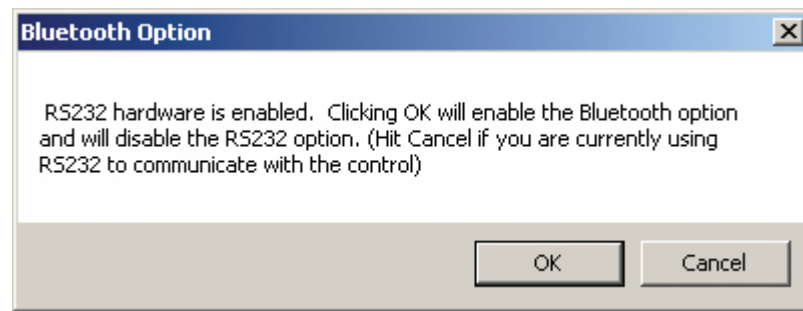 Bluetooth Option
RS232 hardware is enabled.  Clicking OK will enable the Bluetooth option
and will disable the RS232 option. (Hit Cancel if you are currently using
RS232 to communicate with the control)
OK
Cancel